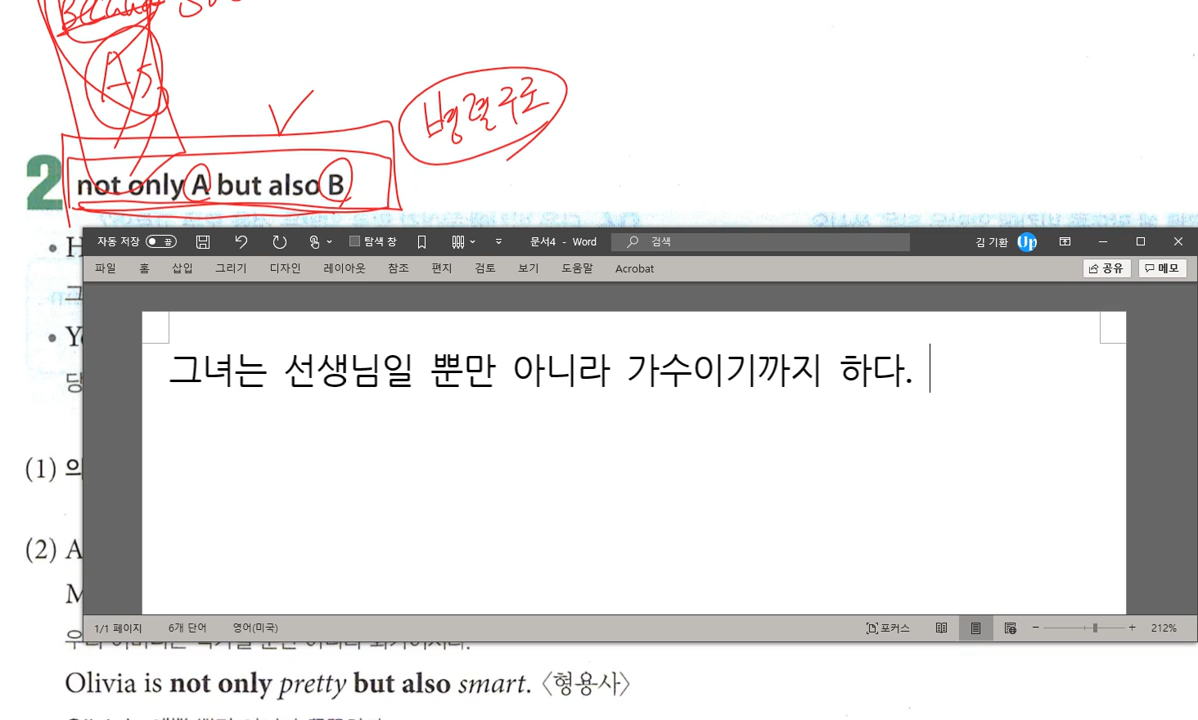 As
병렬구로
2 not only A but also B
자동 저장 끔 탐색 창 문서4 - Word 검색 김 기환 Up
파일 홈 삽입 그리기 디자인 레이아웃 참조 편지 검토 보기 도움말 Acrobat 공유 메모
그녀는 선생님일 뿐만 아니라 가수이기까지 하다.
(1) 의
(2) A
M
1/1 페이지 6개 단어 영어(미국) 포커스 212%
Olivia is not only pretty but also smart. 〈형용사〉